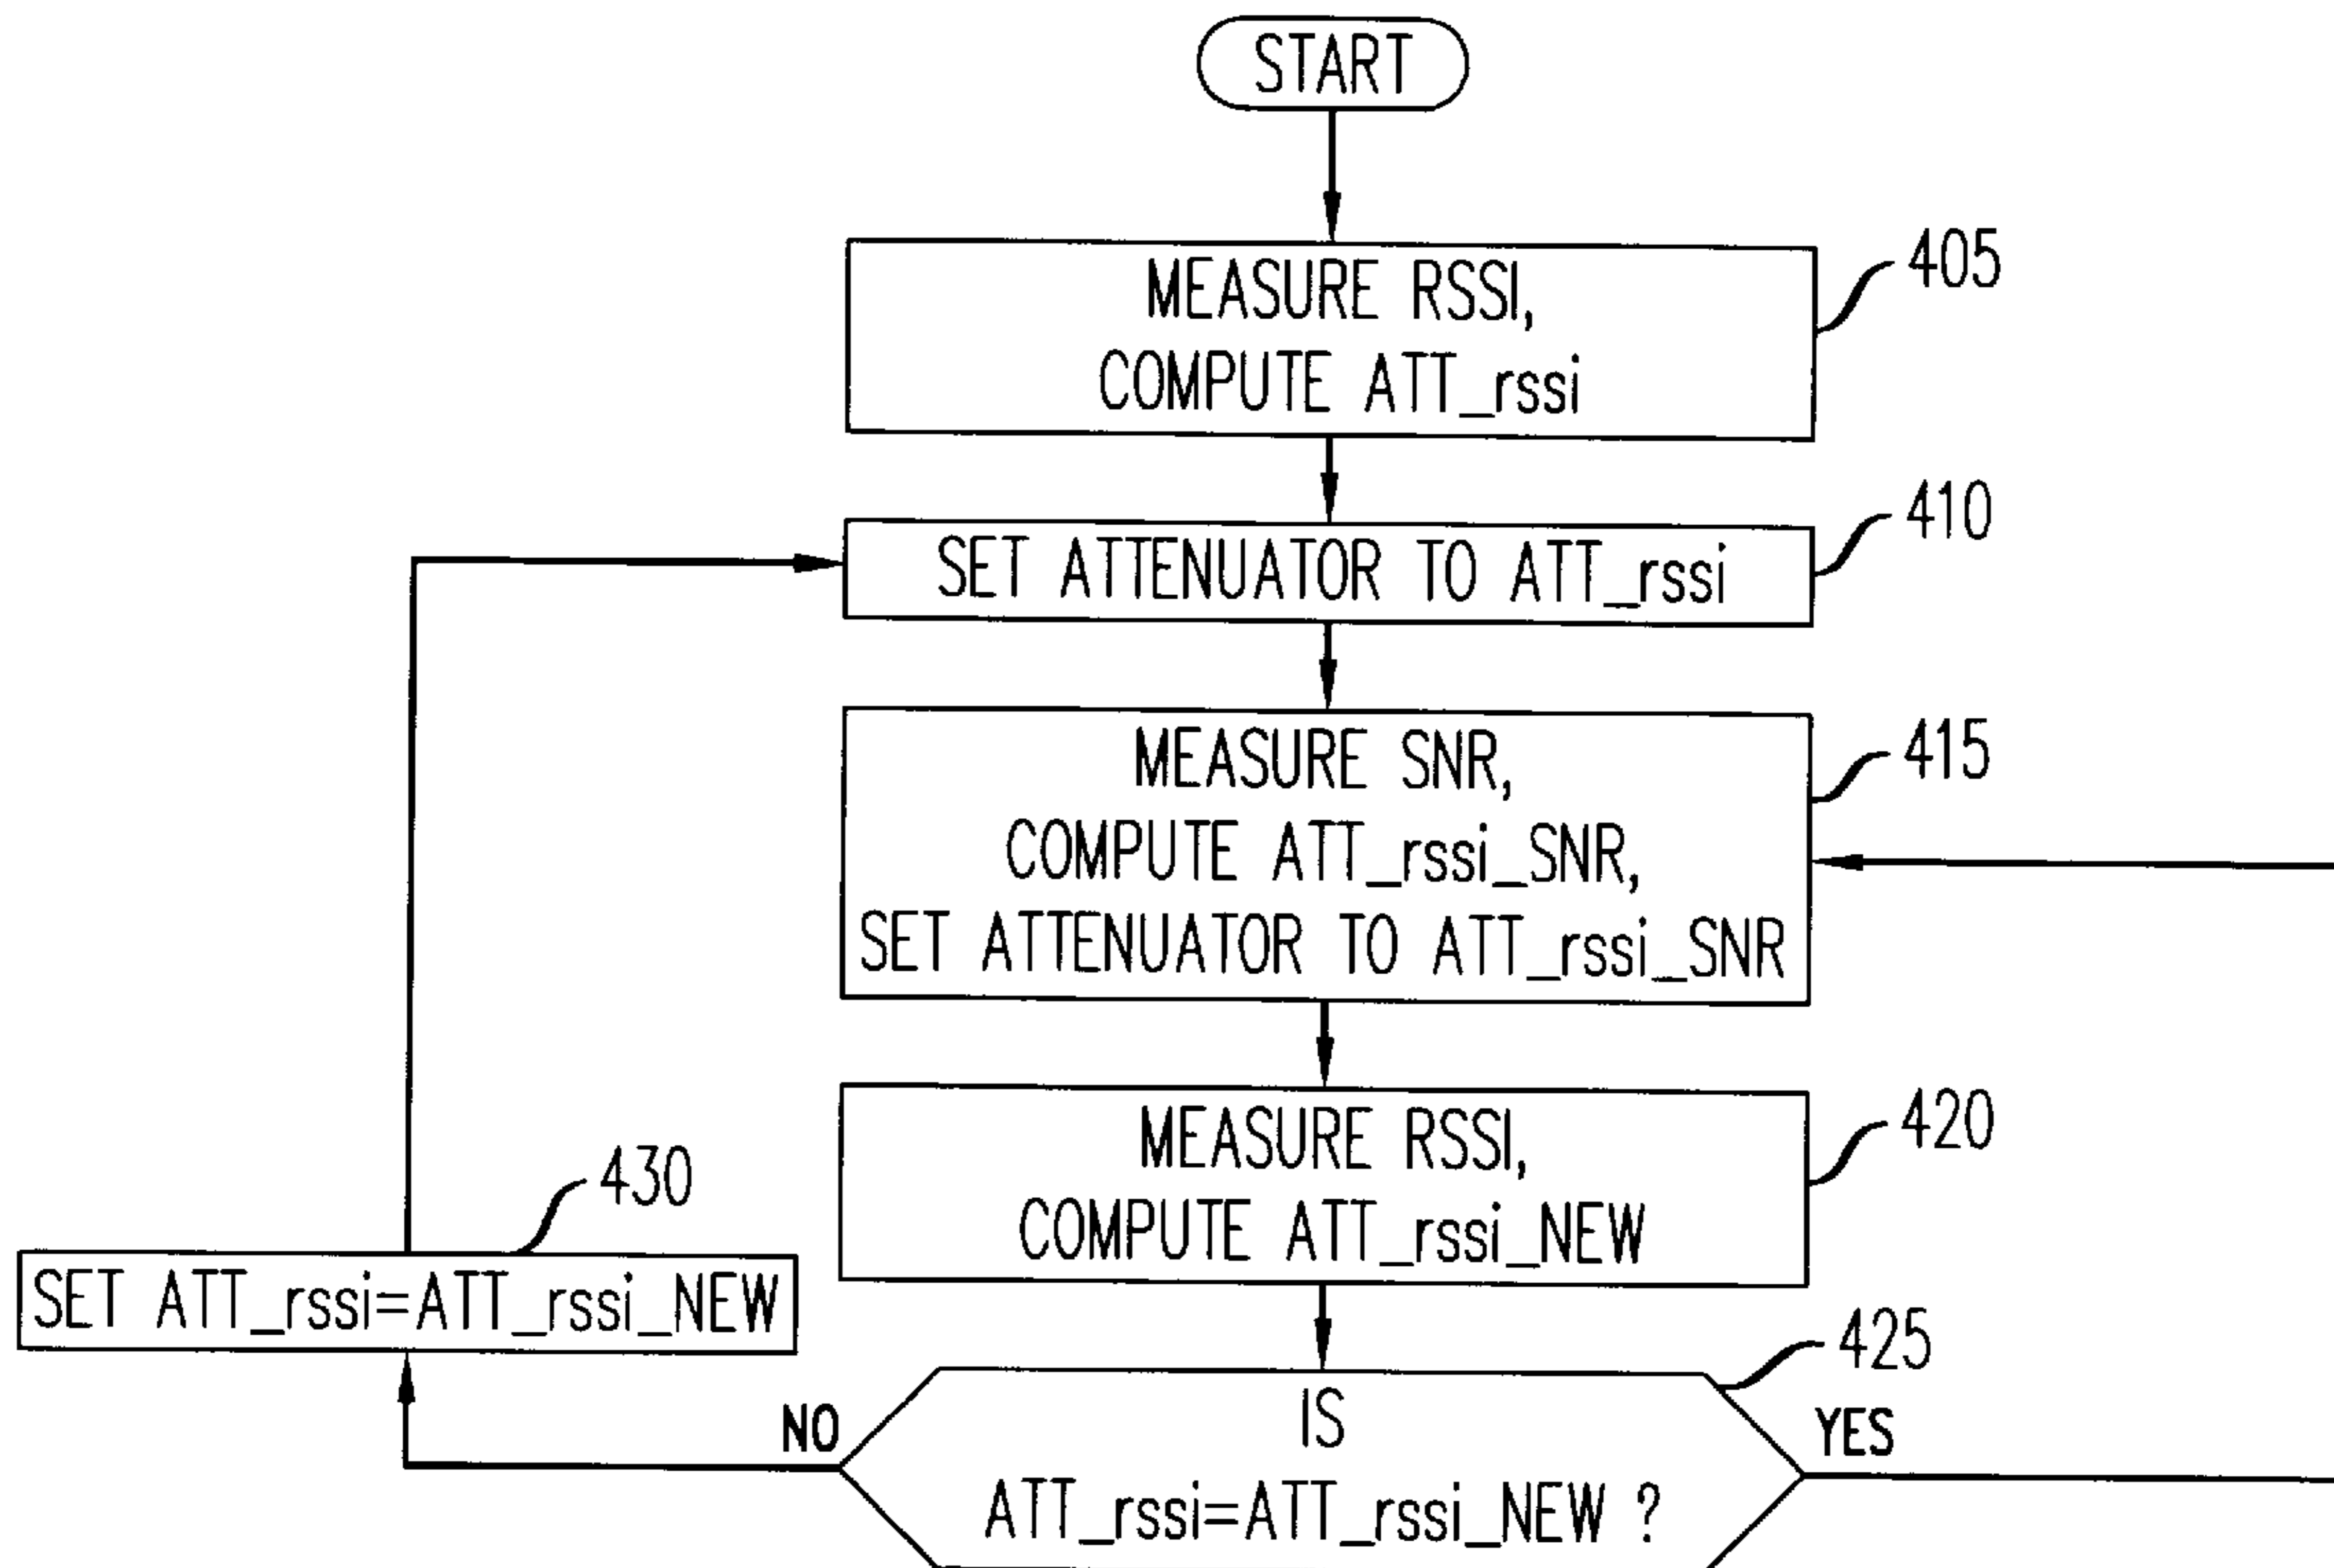 START
MEASURE RSSI,
COMPUTE ATT_rssi
405
SET ATTENUATOR TO ATT_rssi
410
MEASURE SNR,
COMPUTE ATT_rssi_SNR,
SET ATTENUATOR TO ATT_rssi_SNR
415
MEASURE RSSI,
COMPUTE ATT_rssi_NEW
420
430
SET ATT_rssi=ATT_rssi_NEW
425
NO
IS
ATT_rssi=ATT_rssi_NEW ?
YES